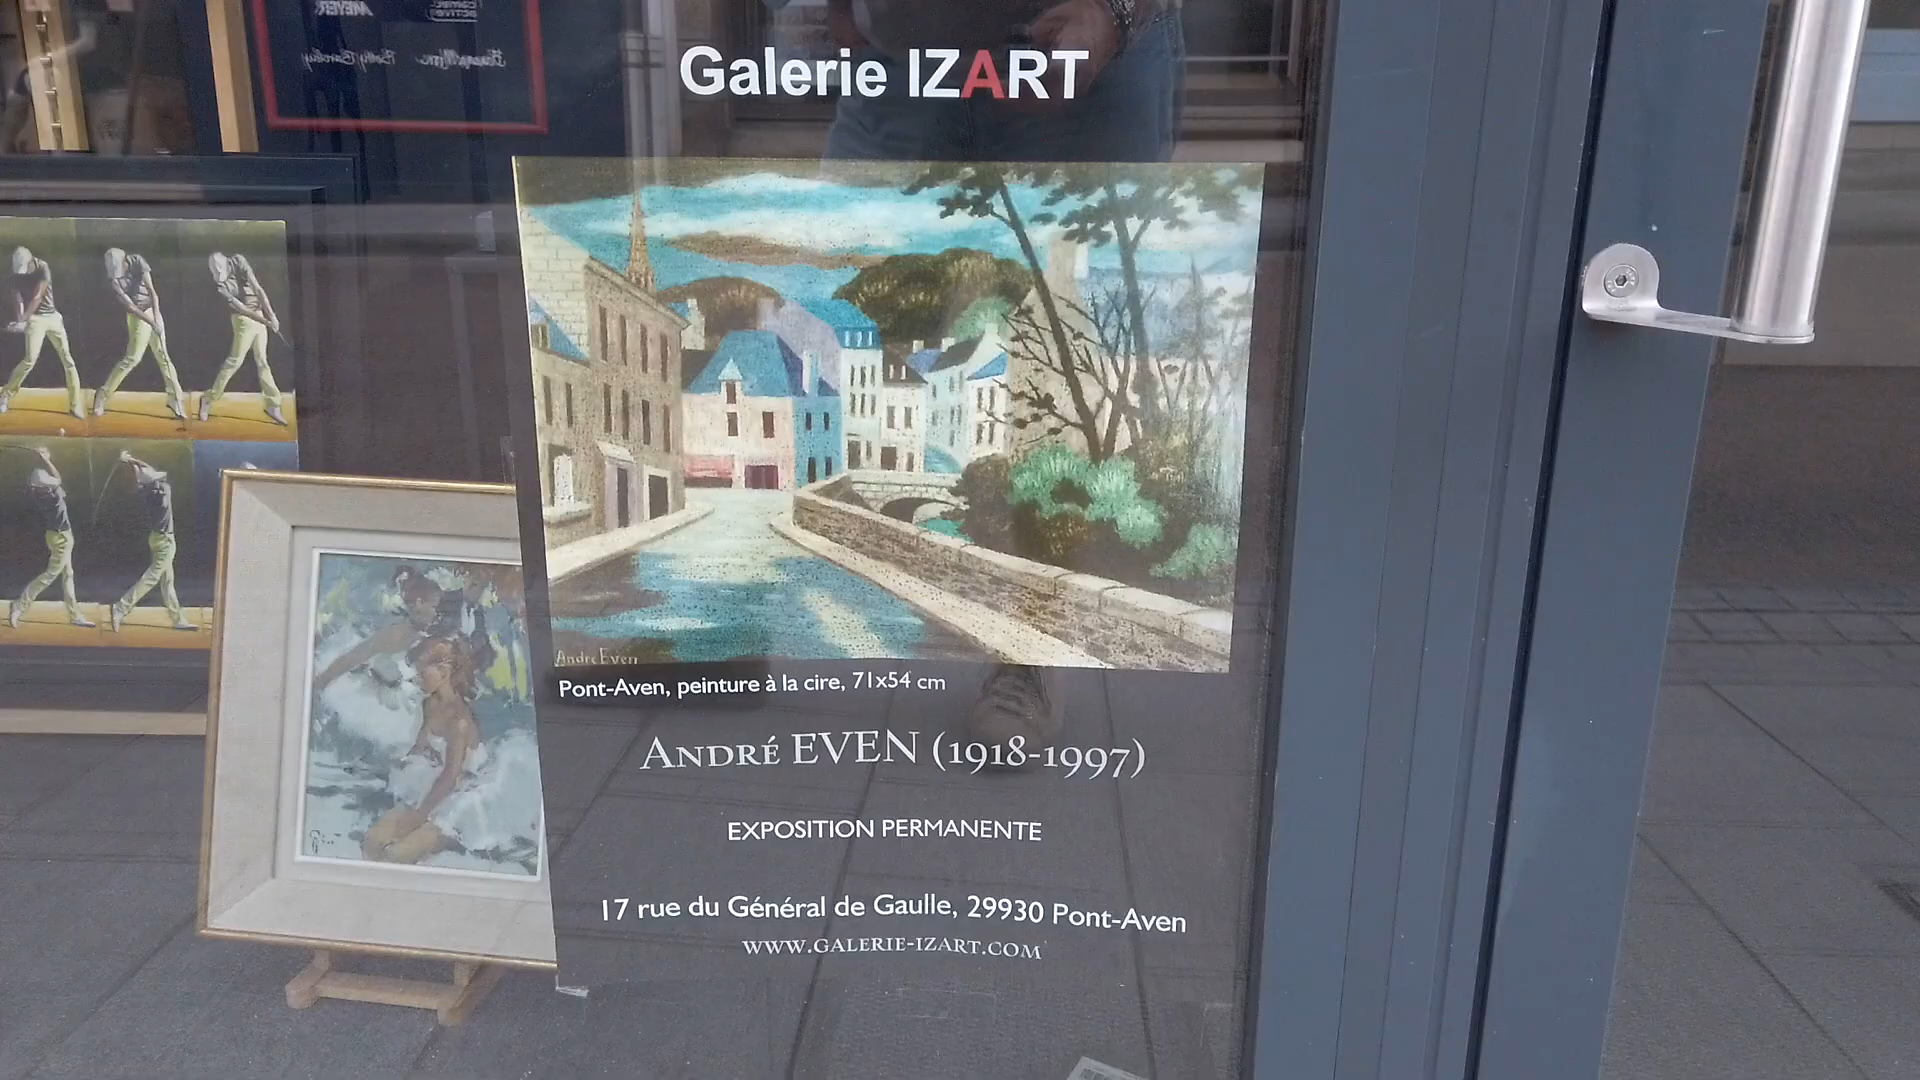 Galerie IZART
André Even
Pont-Aven, peinture à la cire, 71x54 cm
ANDRÉ EVEN (1918-1997)
EXPOSITION PERMANENTE
17 rue du Général de Gaulle, 29930 Pont-Aven
WWW.GALERIE-IZART.COM